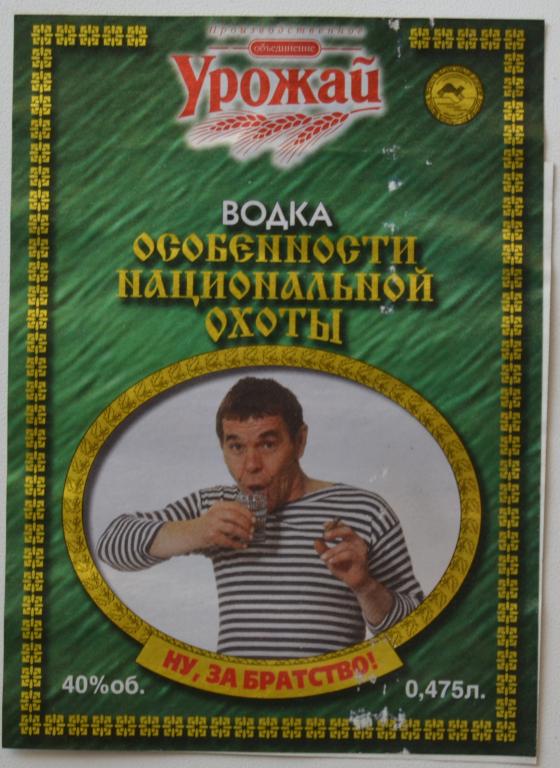 Производственное
объединение
Урожай
ВОДКА
ОСОБЕННОСТИ
НАЦИОНАЛЬНОЙ
ОХОТЫ
НУ, ЗА БРАТСТВО!
40%об.
0,475л.